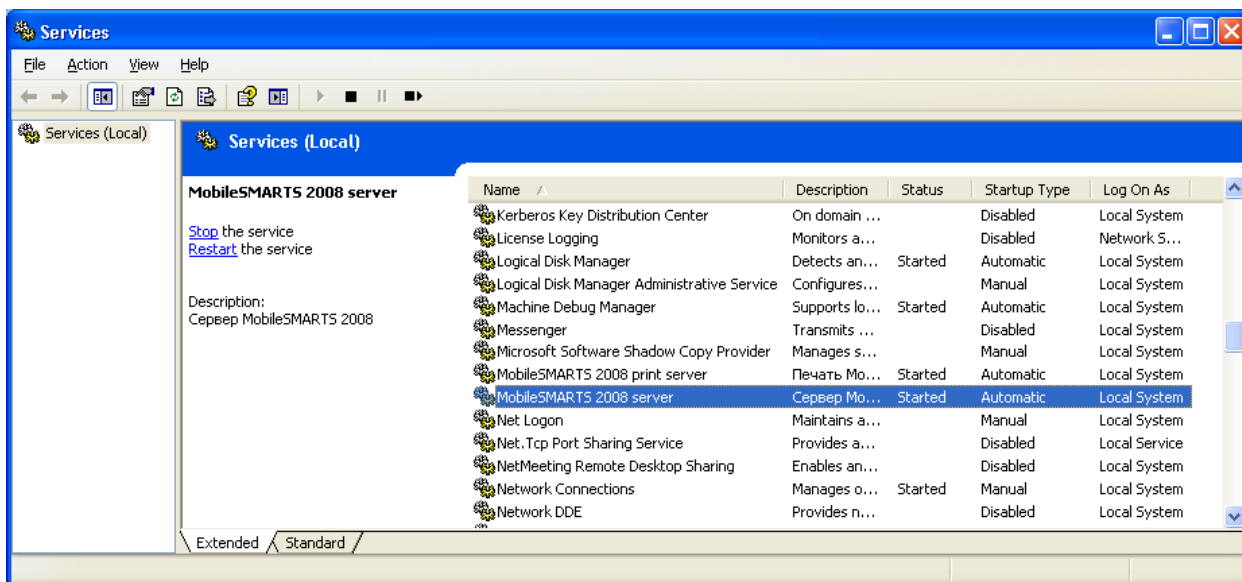 Services
File Action View Help
Services (Local)
Services (Local)
MobileSMARTS 2008 server
Stop the service
Restart the service
Description:
Сервер MobileSMARTS 2008
Name Description Status Startup Type Log On As
Kerberos Key Distribution Center On domain ... Disabled Local System
License Logging Monitors a... Disabled Network S...
Logical Disk Manager Detects an... Started Automatic Local System
Logical Disk Manager Administrative Service Configures... Manual Local System
Machine Debug Manager Supports lo... Started Automatic Local System
Messenger Transmits ... Disabled Local System
Microsoft Software Shadow Copy Provider Manages s... Manual Local System
MobileSMARTS 2008 print server Печать Mo... Started Automatic Local System
MobileSMARTS 2008 server Сервер Mo... Started Automatic Local System
Net Logon Maintains a... Manual Local System
Net.Tcp Port Sharing Service Provides a... Disabled Local Service
NetMeeting Remote Desktop Sharing Enables an... Disabled Local System
Network Connections Manages o... Started Manual Local System
Network DDE Provides n... Disabled Local System
Extended Standard